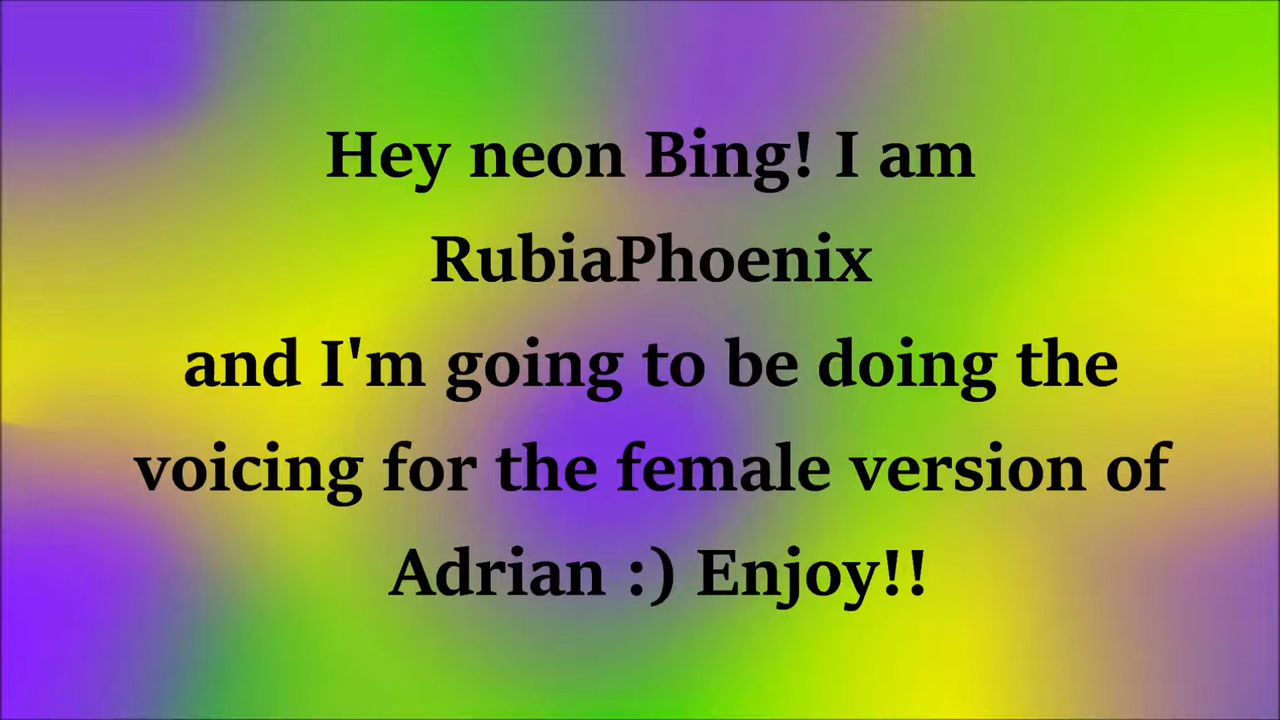 Hey neon Bing! I am
RubiaPhoenix
and I'm going to be doing the
voicing for the female version of
Adrian :) Enjoy!!